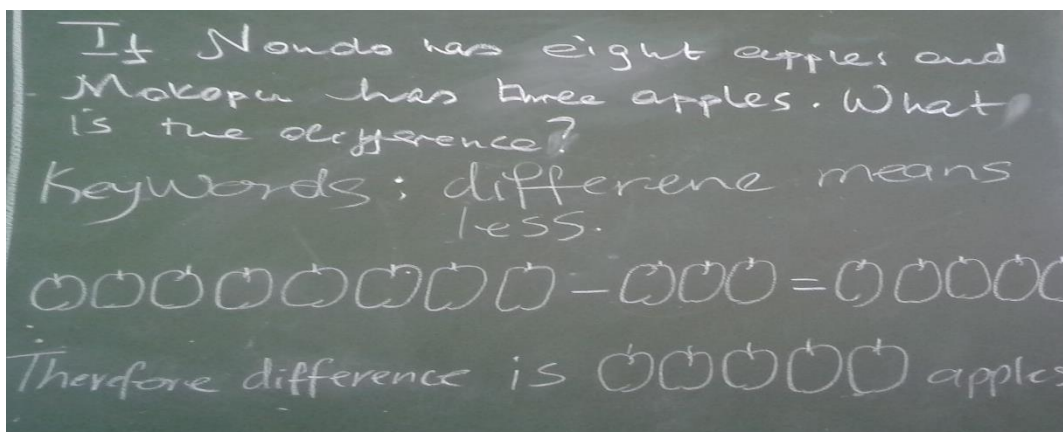 If Nondo has eight apples and
Mokopu has three apples. What
is the difference?
Keywords: differene means
less.
- =
Therefore difference is apples